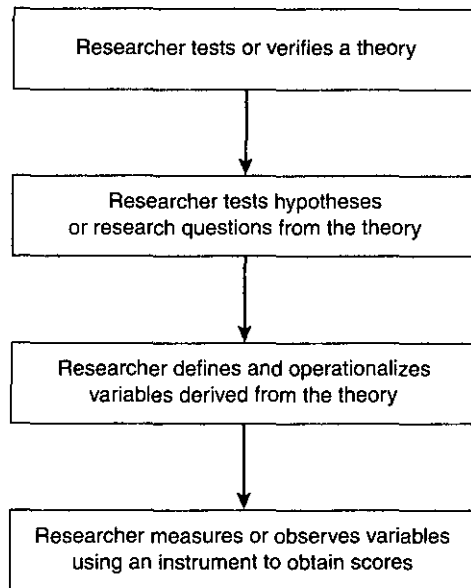 Researcher tests or verifies a theory
Researcher tests hypotheses
or research questions from the theory
Researcher defines and operationalizes
variables derived from the theory
Researcher measures or observes variables
using an instrument to obtain scores